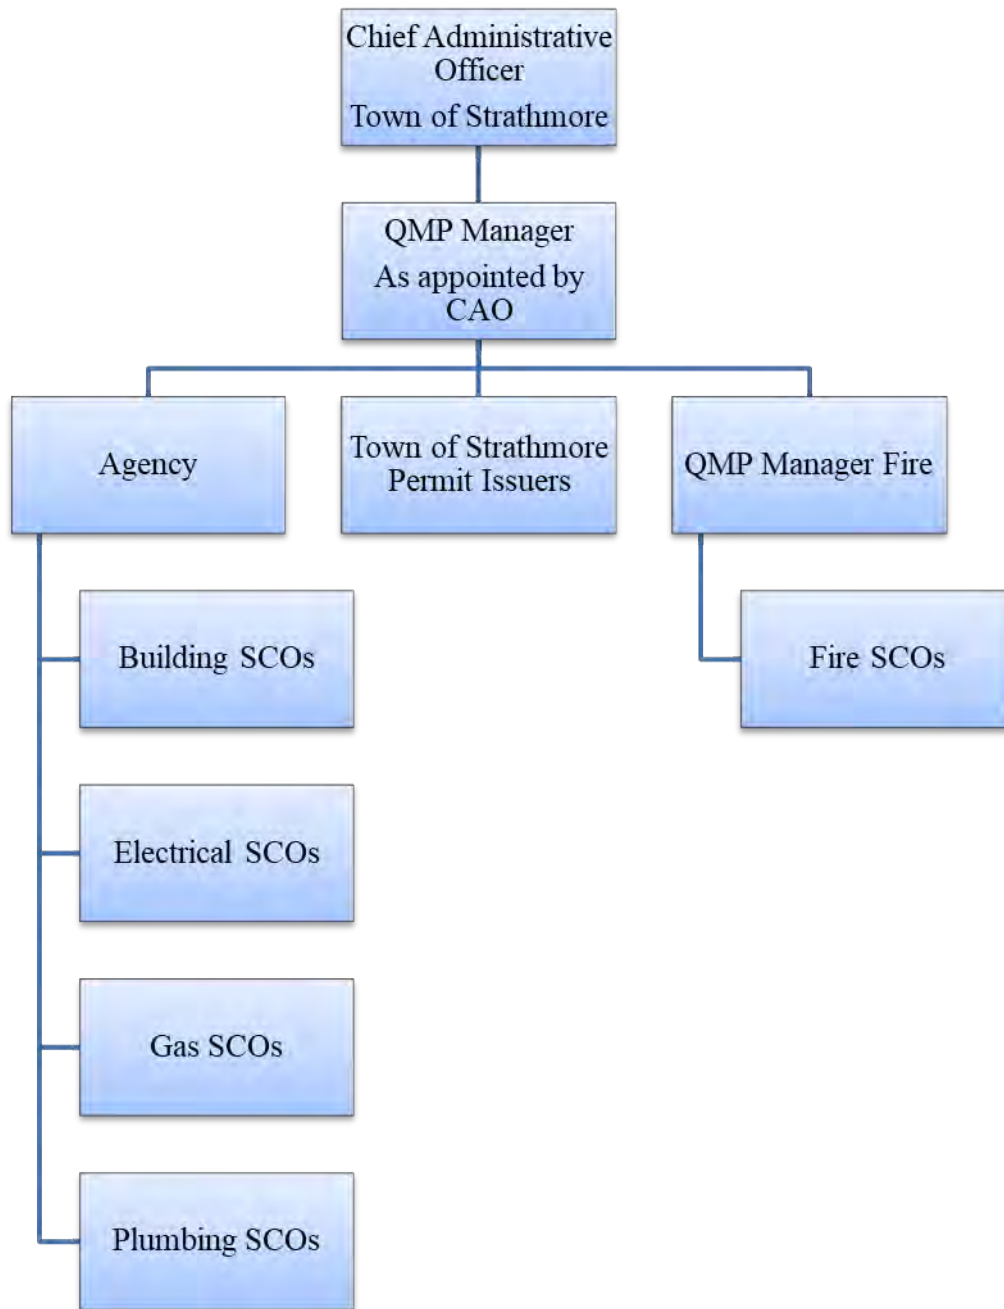 Chief Administrative
Officer
Town of Strathmore
QMP Manager
As appointed by
CAO
Agency
Town of Strathmore
Permit Issuers
QMP Manager Fire
Building SCOs
Fire SCOs
Electrical SCOs
Gas SCOs
Plumbing SCOs